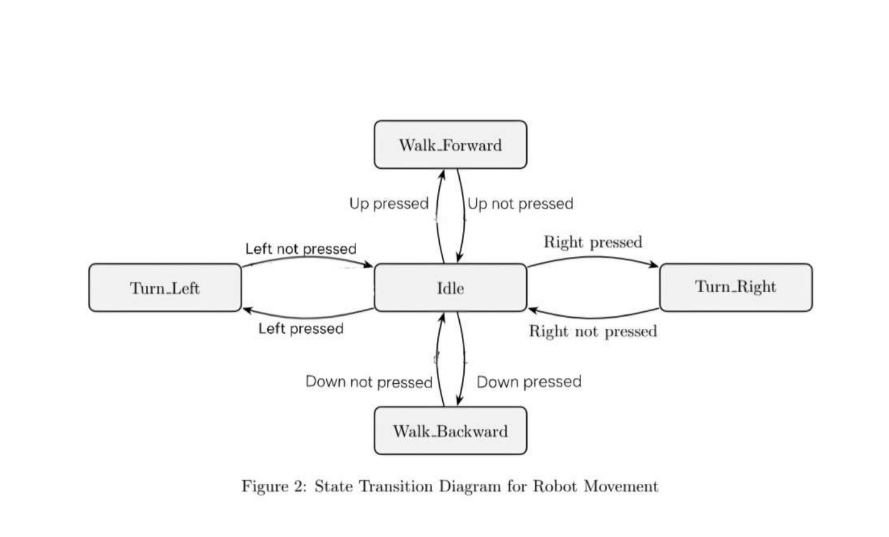 Walk_Forward
Up pressed
Up not pressed
Left not pressed
Right pressed
Turn_Left
Idle
Turn_Right
Left pressed
Right not pressed
Down not pressed
Down pressed
Walk_Backward
Figure 2: State Transition Diagram for Robot Movement